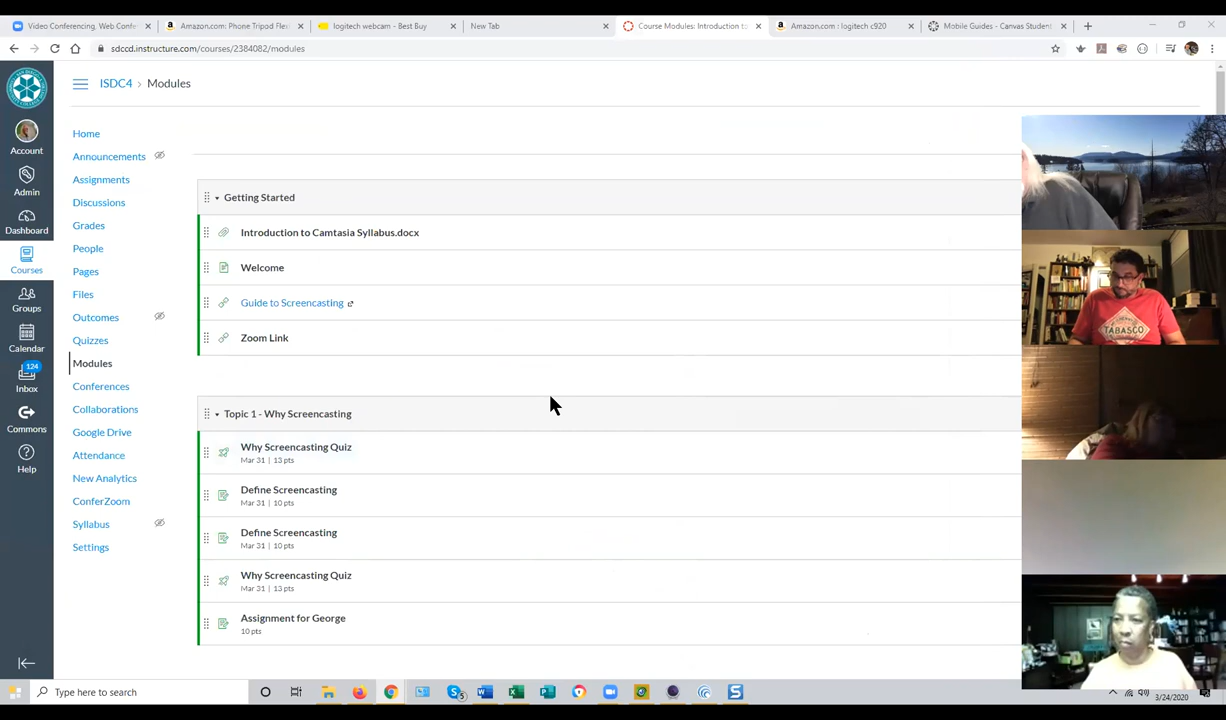 Video Conferencing, Web Confe
Amazon.com: Phone Tripod Flexi
logitech webcam - Best Buy
New Tab
Course Modules: Introduction to
Amazon.com : logitech c920
Mobile Guides - Canvas Student
sdccd.instructure.com/courses/2384082/modules
ISDC4 › Modules
Account
Admin
Dashboard
Courses
Groups
Calendar
124
Inbox
Commons
Help
Home
Announcements
Assignments
Discussions
Grades
People
Pages
Files
Outcomes
Quizzes
Modules
Conferences
Collaborations
Google Drive
Attendance
New Analytics
ConferZoom
Syllabus
Settings
Getting Started
Introduction to Camtasia Syllabus.docx
Welcome
Guide to Screencasting
Zoom Link
Topic 1 - Why Screencasting
Why Screencasting Quiz
Mar 31 | 13 pts
Define Screencasting
Mar 31 | 10 pts
Define Screencasting
Mar 31 | 10 pts
Why Screencasting Quiz
Mar 31 | 13 pts
Assignment for George
10 pts
TABASCO
Type here to search
5
3/24/2020